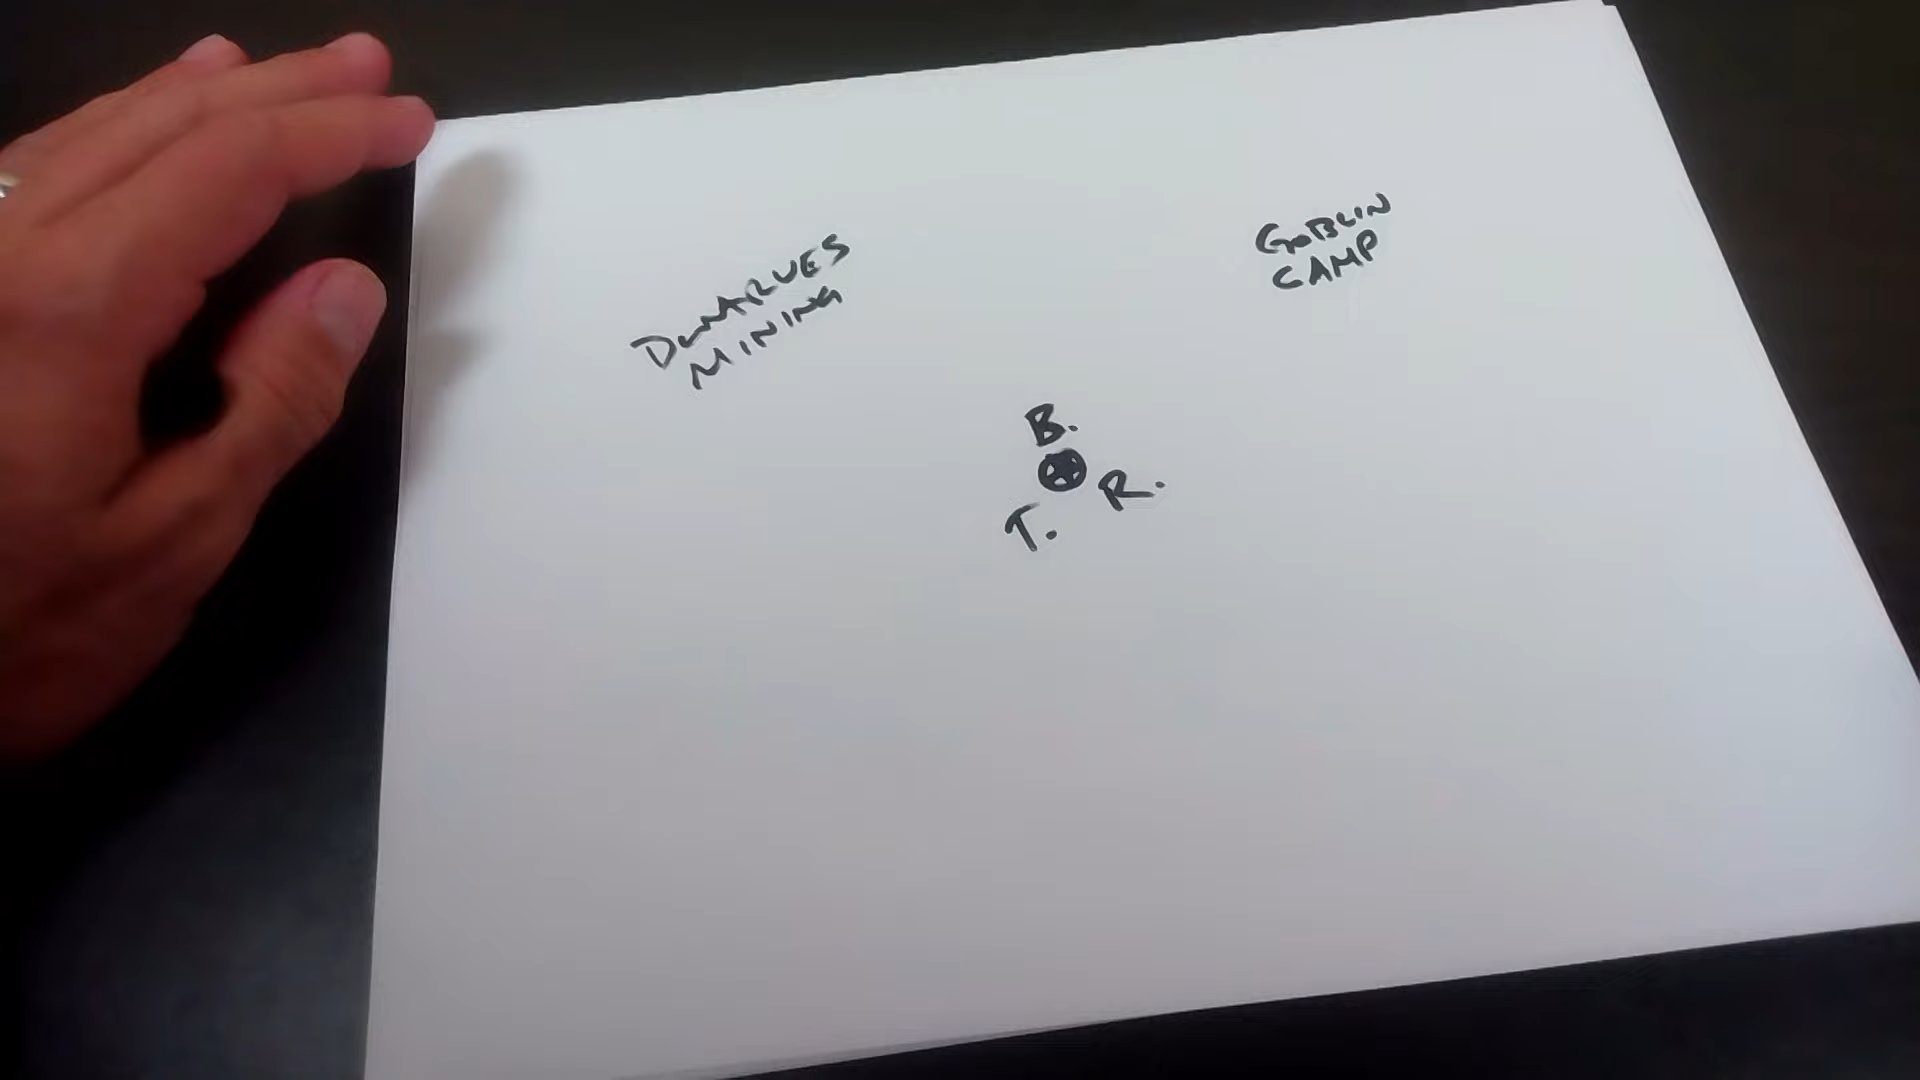 DWARVES
MINING
GOBLIN
CAMP
B.
R.
T.